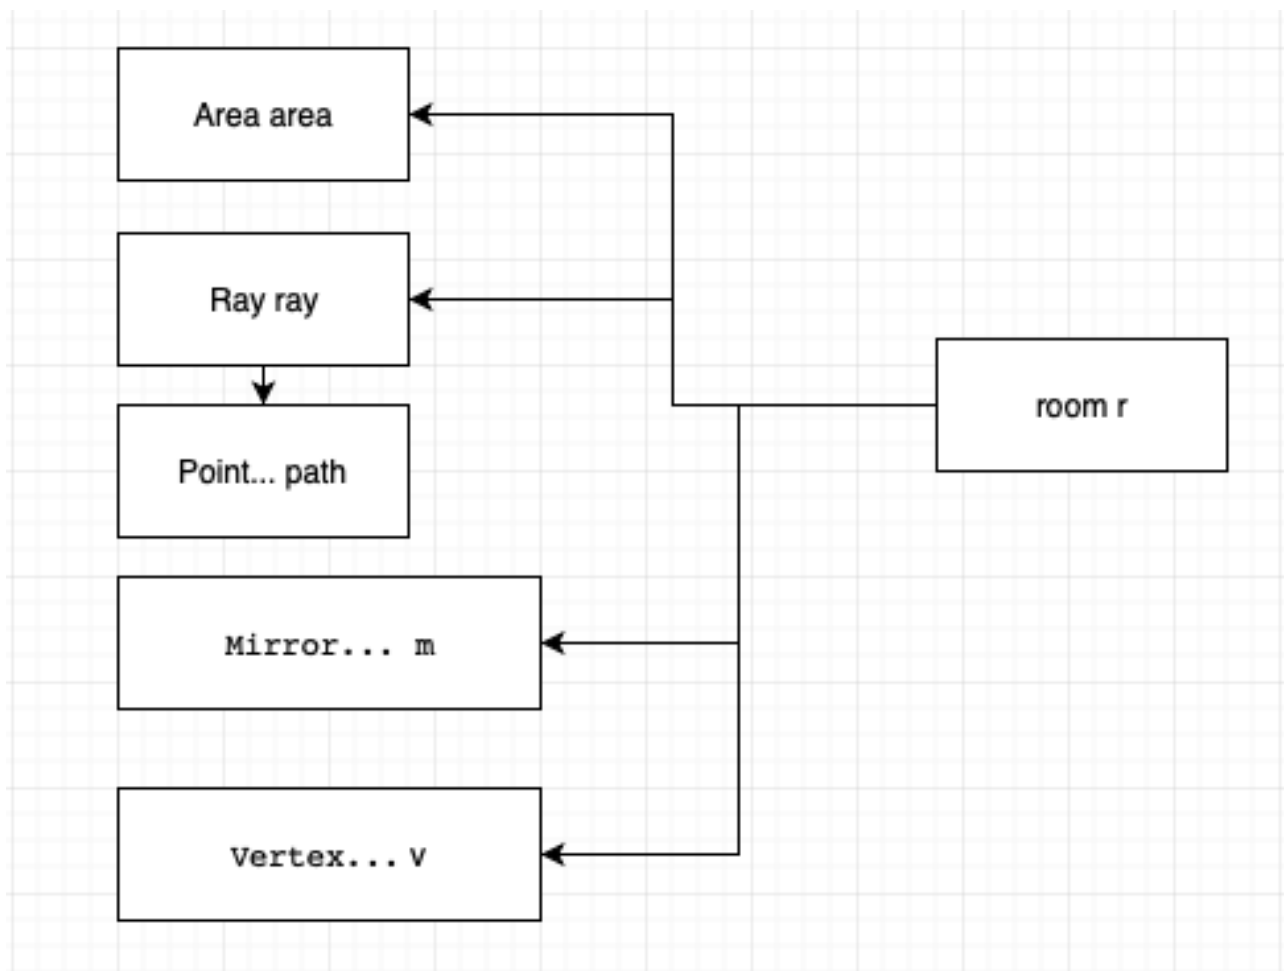 Area area
Ray ray
room r
Point... path
Mirror... m
Vertex... v